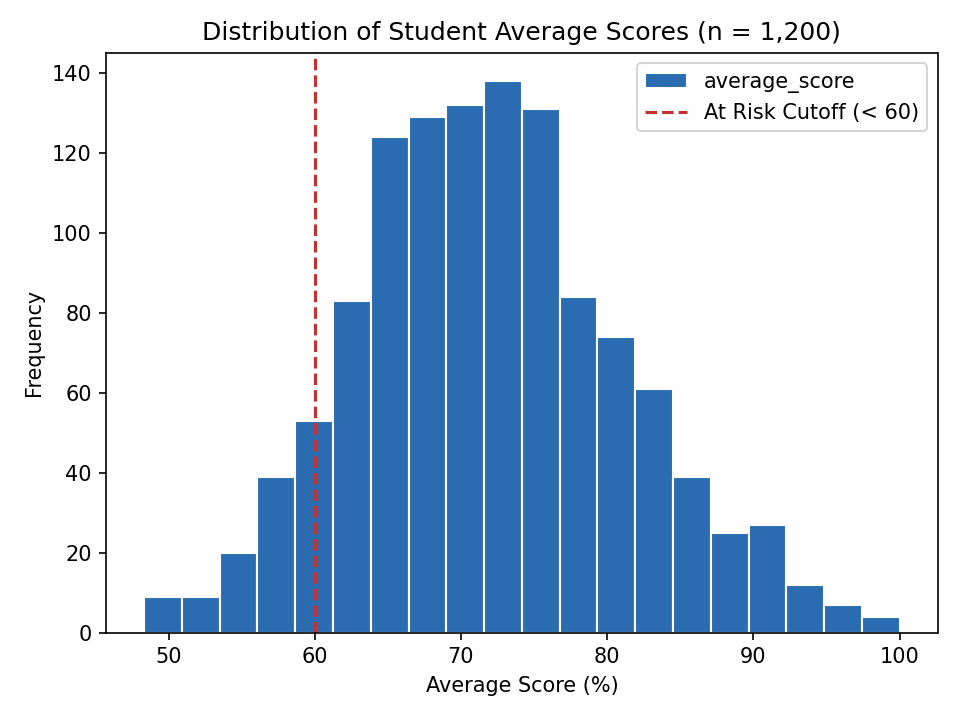 Distribution of Student Average Scores (n = 1,200)
average_score
At Risk Cutoff (< 60)
140
120
100
80
60
40
20
0
Frequency
50 60 70 80 90 100
Average Score (%)